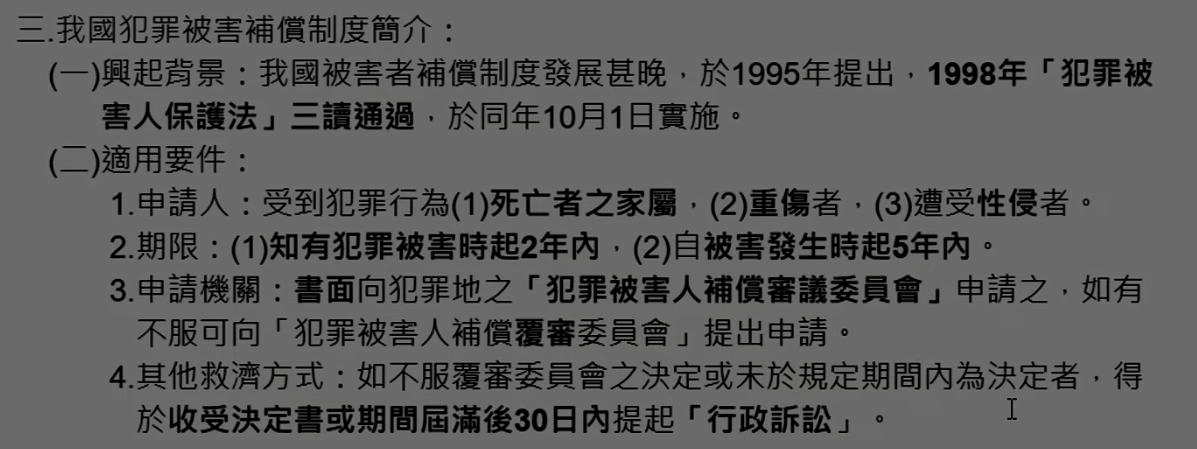 三.我國犯罪被害補償制度簡介：
(一)興起背景：我國被害者補償制度發展甚晚，於1995年提出，1998年「犯罪被
害人保護法」三讀通過，於同年10月1日實施。
(二)適用要件：
1.申請人：受到犯罪行為(1)死亡者之家屬，(2)重傷者，(3)遭受性侵者。
2.期限：(1)知有犯罪被害時起2年內，(2)自被害發生時起5年內。
3.申請機關：書面向犯罪地之「犯罪被害人補償審議委員會」申請之，如有
不服可向「犯罪被害人補償覆審委員會」提出申請。
4.其他救濟方式：如不服覆審委員會之決定或未於規定期間內為決定者，得
於收受決定書或期間屆滿後30日內提起「行政訴訟」。